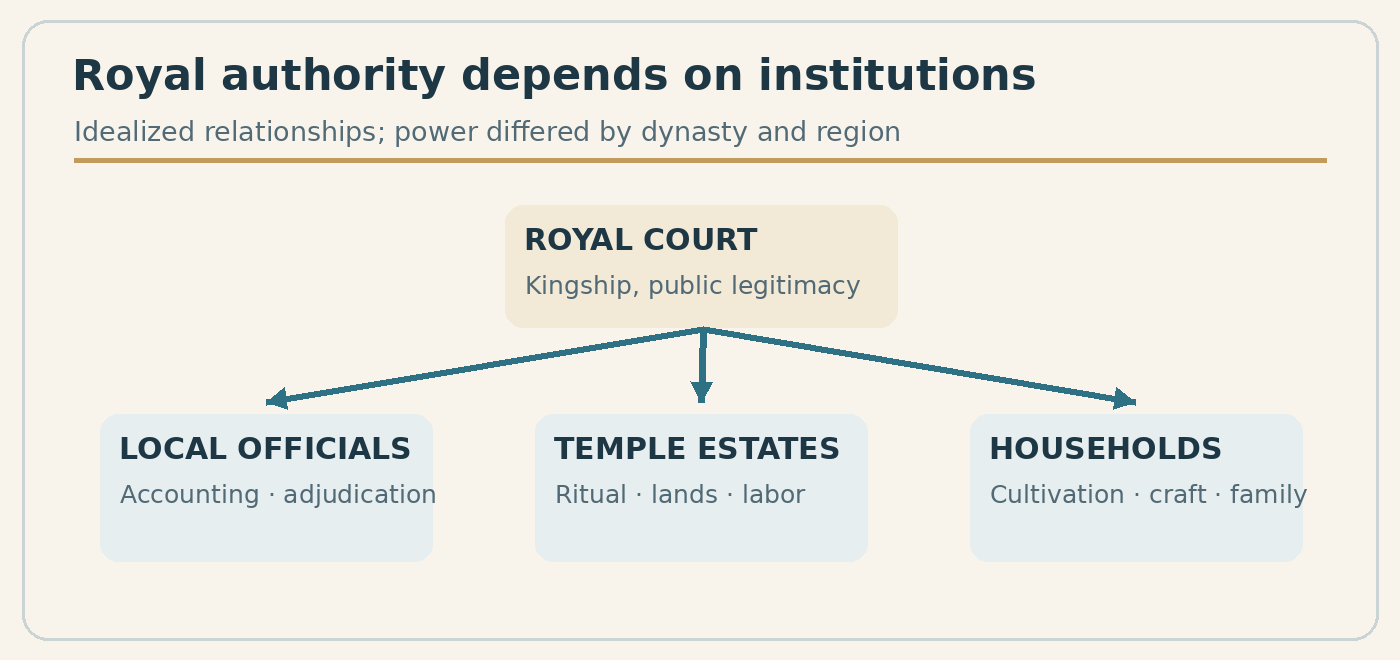 Royal authority depends on institutions
Idealized relationships; power differed by dynasty and region
ROYAL COURT
Kingship, public legitimacy
LOCAL OFFICIALS
Accounting · adjudication
TEMPLE ESTATES
Ritual · lands · labor
HOUSEHOLDS
Cultivation · craft · family